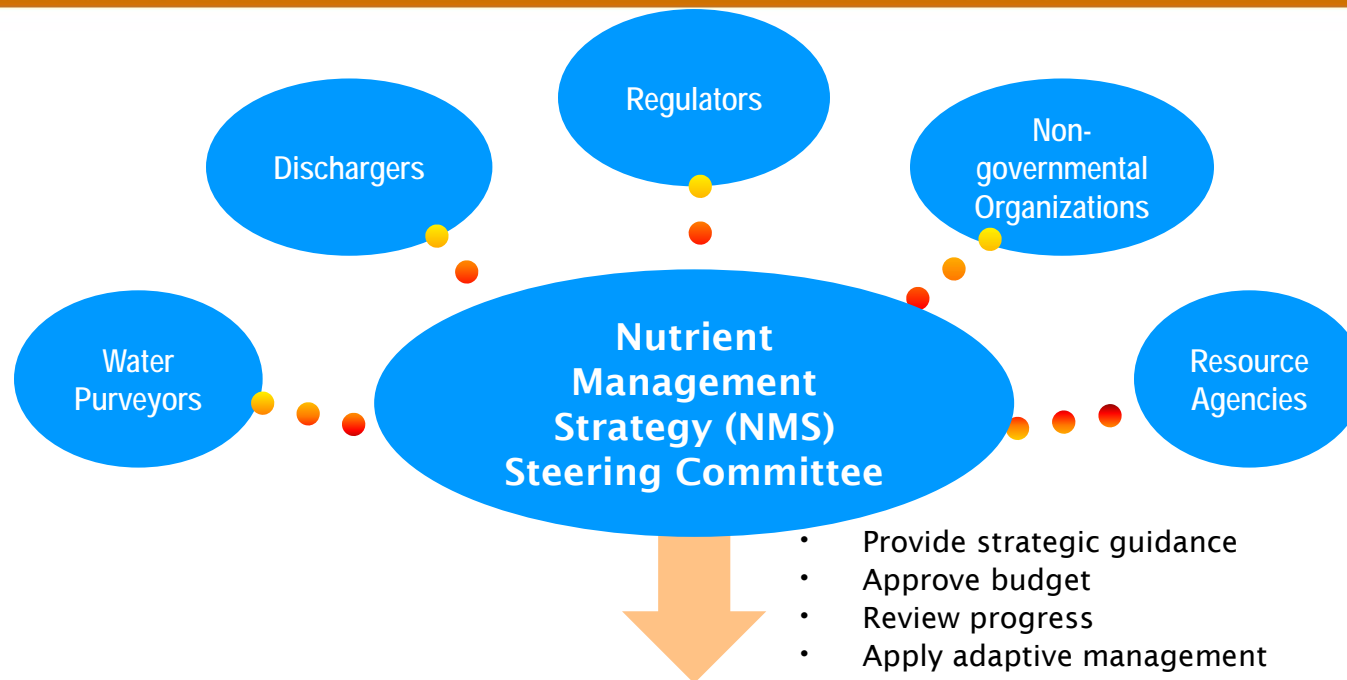 Regulators
Dischargers
Non-
governmental
Organizations
Water
Purveyors
Nutrient
Management
Strategy (NMS)
Steering Committee
Resource
Agencies
• Provide strategic guidance
• Approve budget
• Review progress
• Apply adaptive management